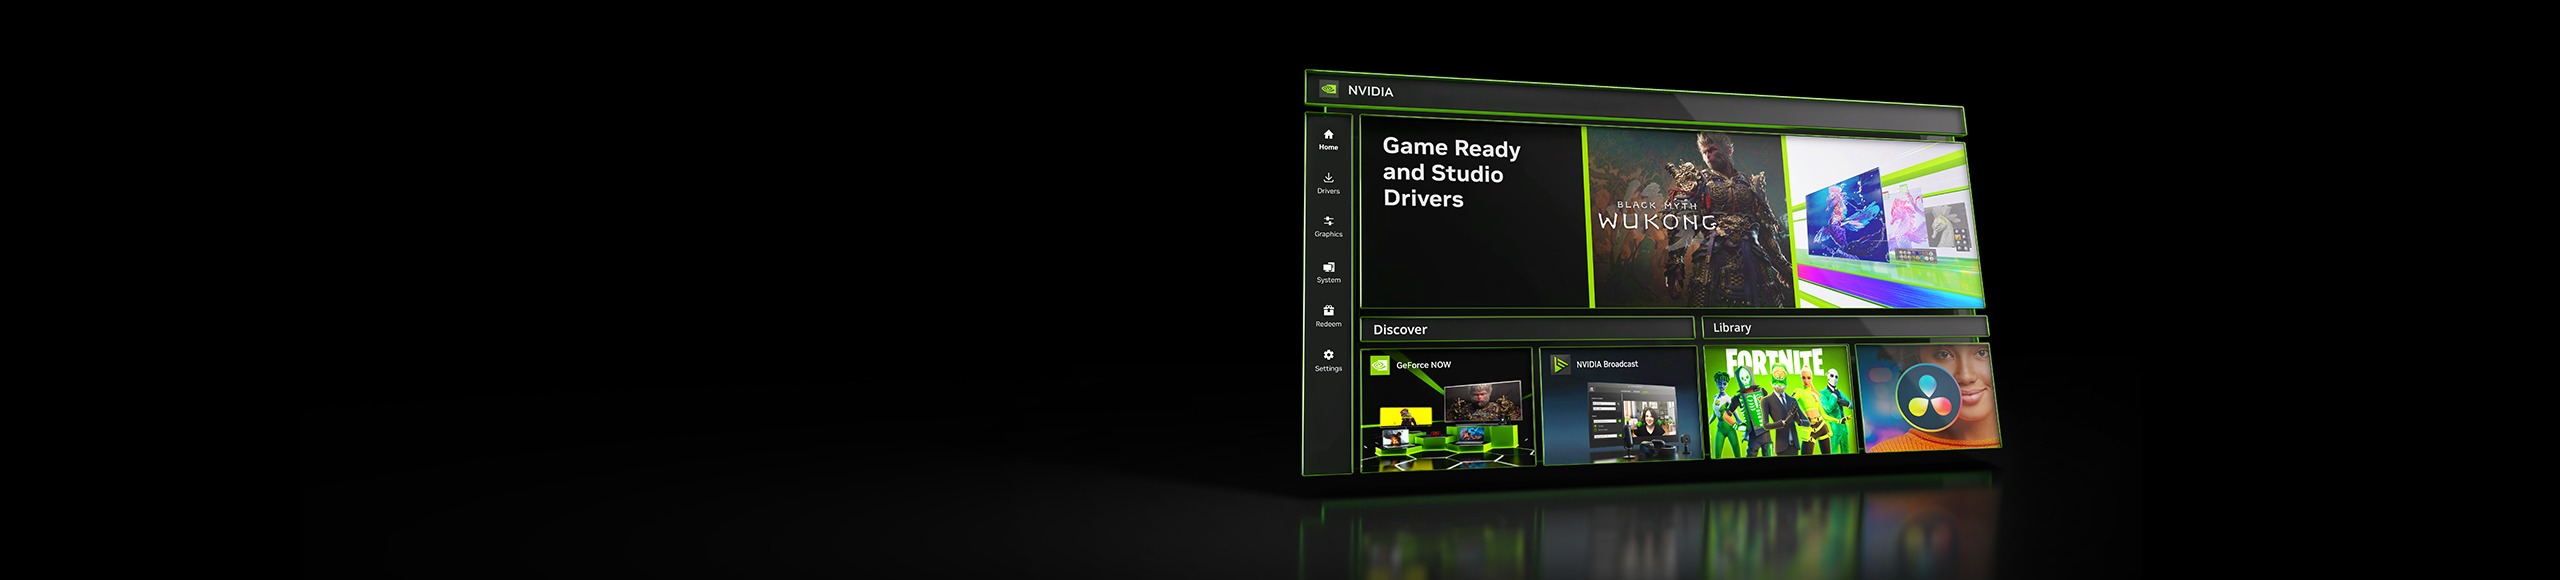 NVIDIA
Home
Drivers
Graphics
System
Redeem
Settings
Game Ready
and Studio
Drivers
BLACK MYTH
WUKONG
Discover
Library
GeForce NOW
NVIDIA Broadcast
FORTNITE